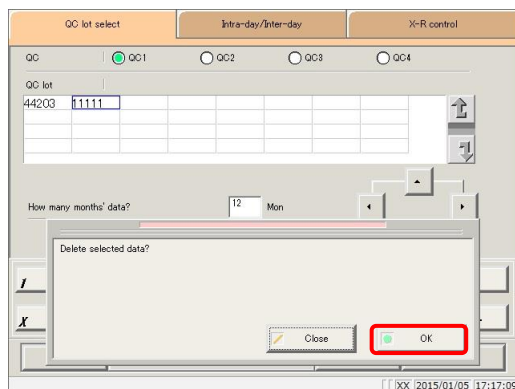 QC lot select Intra-day/Inter-day X-R control
QC QC1 QC2 QC3 QC4
QC lot
44203 11111
How many months' data? 12 Mon
Delete selected data?
1
X
Close OK
XX 2015/01/05 17:17:09